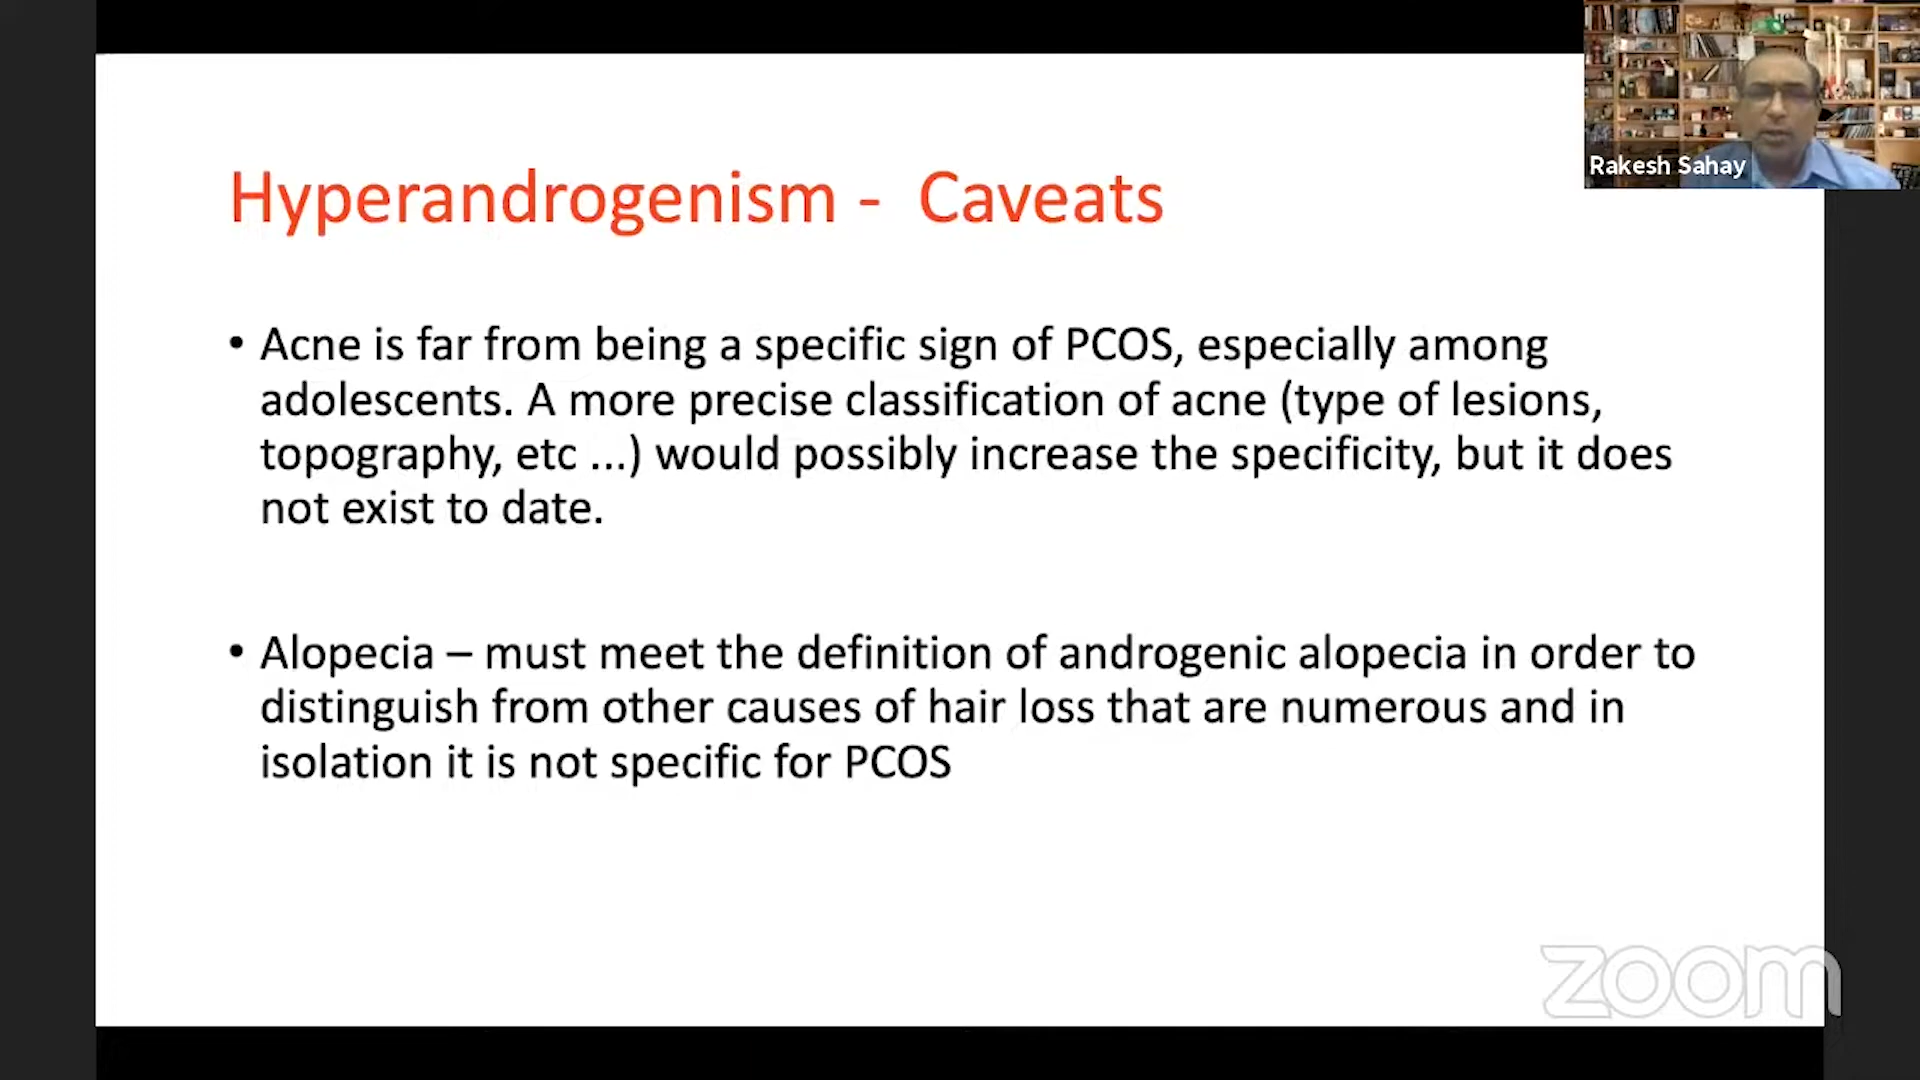 Rakesh Sahay
Hyperandrogenism - Caveats
• Acne is far from being a specific sign of PCOS, especially among
adolescents. A more precise classification of acne (type of lesions,
topography, etc ...) would possibly increase the specificity, but it does
not exist to date.
• Alopecia – must meet the definition of androgenic alopecia in order to
distinguish from other causes of hair loss that are numerous and in
isolation it is not specific for PCOS
zoom